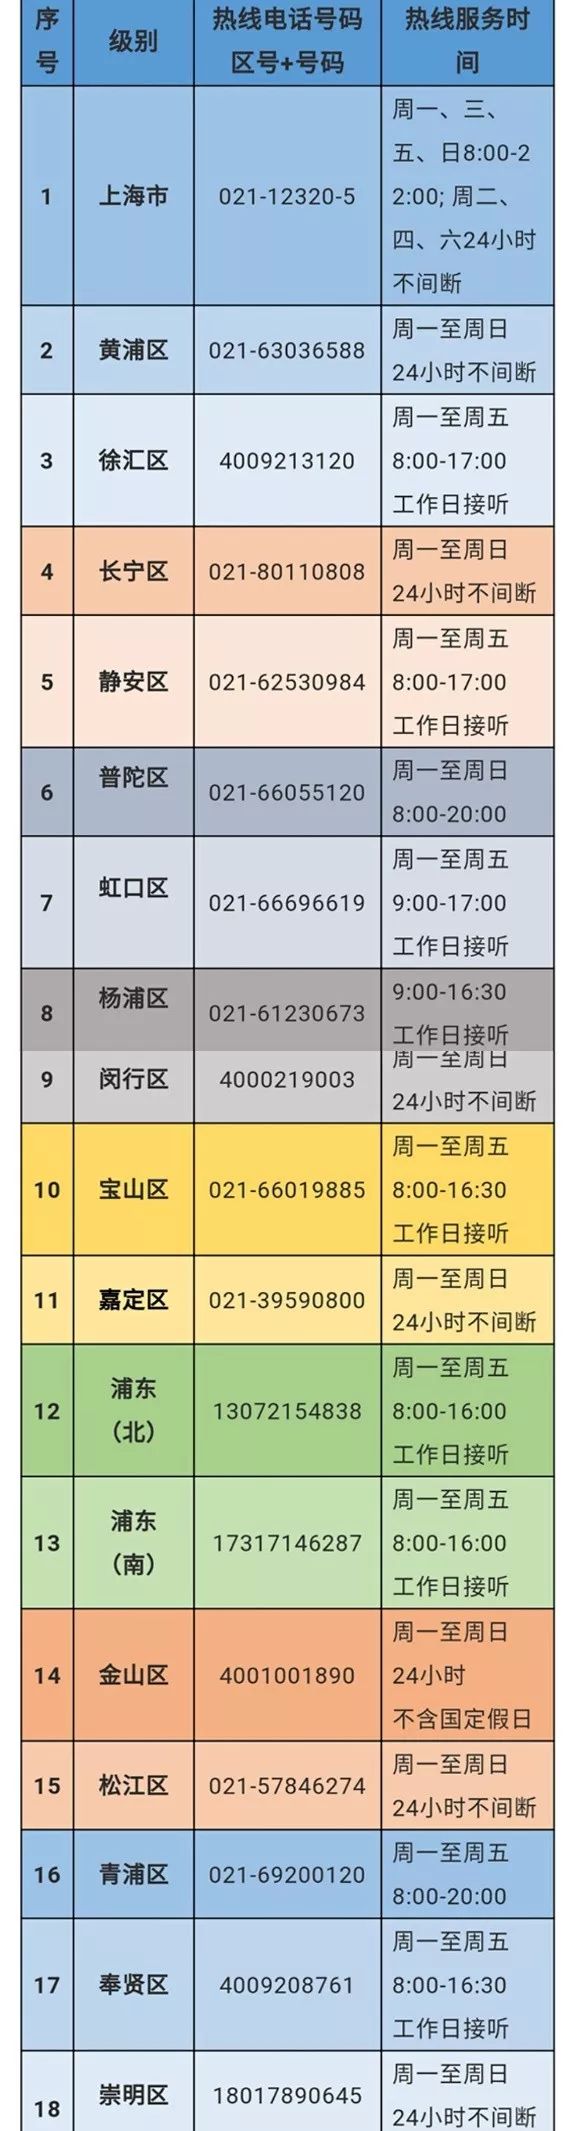 序号 级别 热线电话号码 区号+号码 热线服务时间
1 上海市 021-12320-5 周一、三、
五、日8:00-2
2:00; 周二、
四、六24小时
不间断
2 黄浦区 021-63036588 周一至周日
24小时不间断
3 徐汇区 4009213120 周一至周五
8:00-17:00
工作日接听
4 长宁区 021-80110808 周一至周日
24小时不间断
5 静安区 021-62530984 周一至周五
8:00-17:00
工作日接听
6 普陀区 021-66055120 周一至周日
8:00-20:00
7 虹口区 021-66696619 周一至周五
9:00-17:00
工作日接听
8 杨浦区 021-61230673 9:00-16:30
工作日接听
9 闵行区 4000219003 周一至周日
24小时不间断
10 宝山区 021-66019885 周一至周五
8:00-16:30
工作日接听
11 嘉定区 021-39590800 周一至周日
24小时不间断
12 浦东（北） 13072154838 周一至周五
8:00-16:00
工作日接听
13 浦东（南） 17317146287 周一至周五
8:00-16:00
工作日接听
14 金山区 4001001890 周一至周日
24小时
不含国定假日
15 松江区 021-57846274 周一至周日
24小时不间断
16 青浦区 021-69200120 周一至周五
8:00-20:00
17 奉贤区 4009208761 周一至周五
8:00-16:30
工作日接听
18 崇明区 18017890645 周一至周日
24小时不间断